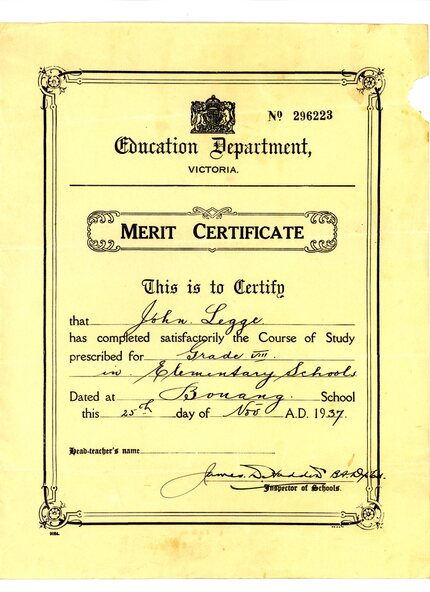 No 296223
Education Department,
VICTORIA.
MERIT CERTIFICATE
This is to Certify
that John Legge
has completed satisfactorily the Course of Study
prescribed for Grade VIII
in Elementary Schools
Dated at Bonang School
this 25th day of Nov A.D. 1937.
Head-teacher's name
James
Inspector of Schools.